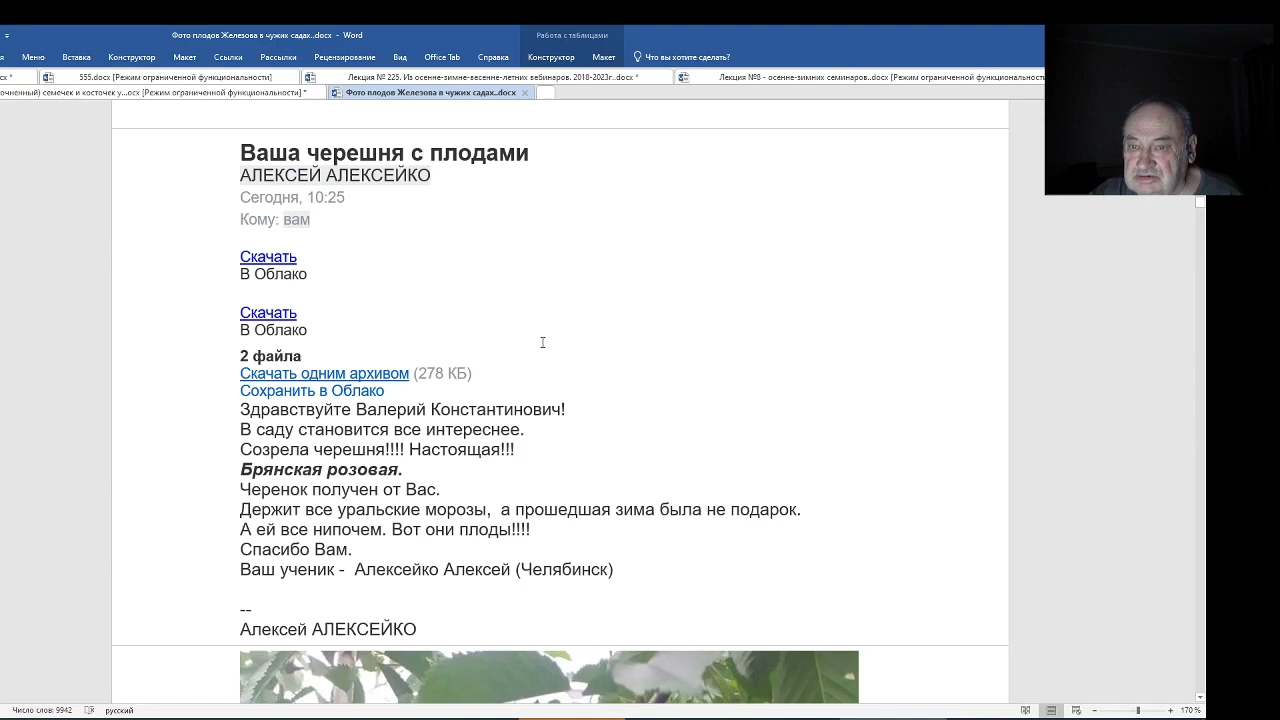 Фото плодов Железова в чужих садах..docx - Word
Работа с таблицами
Меню Вставка Конструктор Макет Ссылки Рассылки Рецензирование Вид Office Tab Справка Конструктор Макет Что вы хотите сделать?
555.docx [Режим ограниченной функциональности] Лекция № 225. Из осенне-зимне-весенне-летних вебинаров. 2018-2023г..docx * Лекция №8 - осенне-зимних семинаров..docx [Режим ограниченной функциональности
семечек и косточек у...ocx [Режим ограниченной функциональности] * Фото плодов Железова в чужих садах..docx
Ваша черешня с плодами
АЛЕКСЕЙ АЛЕКСЕЙКО
Сегодня, 10:25
Кому: вам
Скачать
В Облако
Скачать
В Облако
2 файла
Скачать одним архивом (278 КБ)
Сохранить в Облако
Здравствуйте Валерий Константинович!
В саду становится все интереснее.
Созрела черешня!!!! Настоящая!!!
Брянская розовая.
Черенок получен от Вас.
Держит все уральские морозы, а прошедшая зима была не подарок.
А ей все нипочем. Вот они плоды!!!!
Спасибо Вам.
Ваш ученик - Алексейко Алексей (Челябинск)
--
Алексей АЛЕКСЕЙКО
Число слов: 9942 русский 170 %